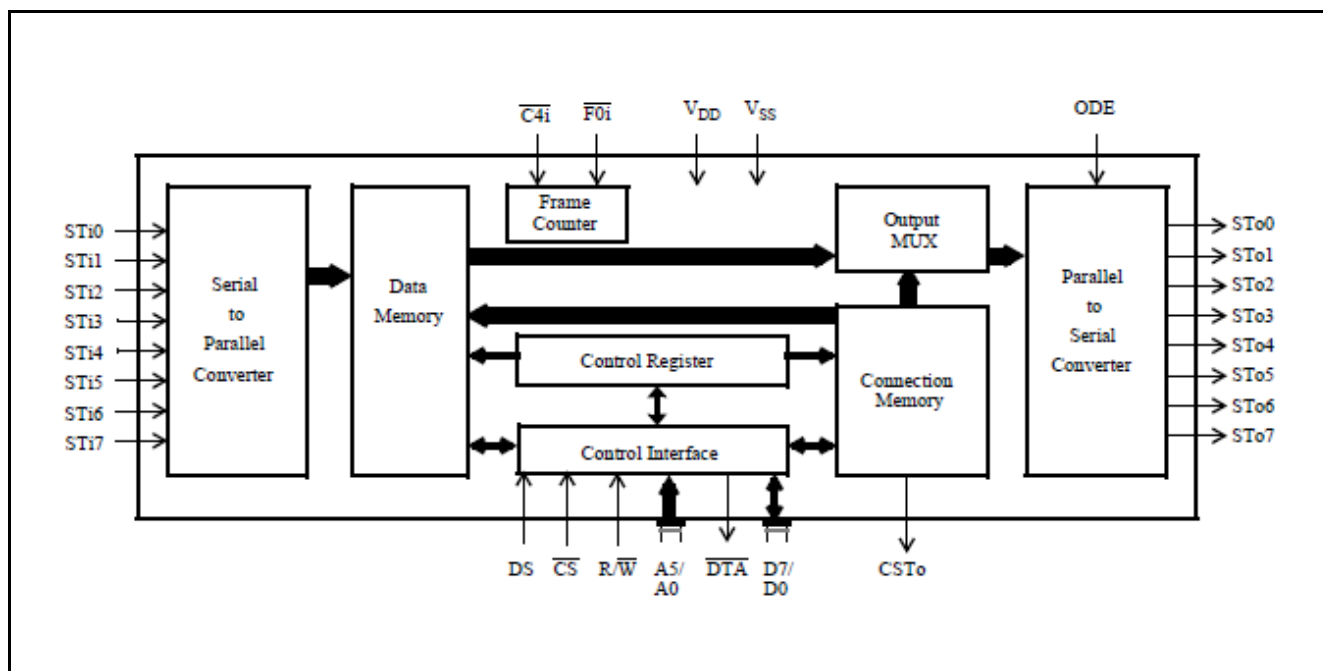 C4i
F0i
VDD
VSS
ODE
STi0
STi1
STi2
STi3
STi4
STi5
STi6
STi7
Serial
to
Parallel
Converter
Data
Memory
Frame
Counter
Control Register
Control Interface
Output
MUX
Connection
Memory
Parallel
to
Serial
Converter
STo0
STo1
STo2
STo3
STo4
STo5
STo6
STo7
DS
CS
R/W
A5/
A0
DTA
D7/
D0
CSTo